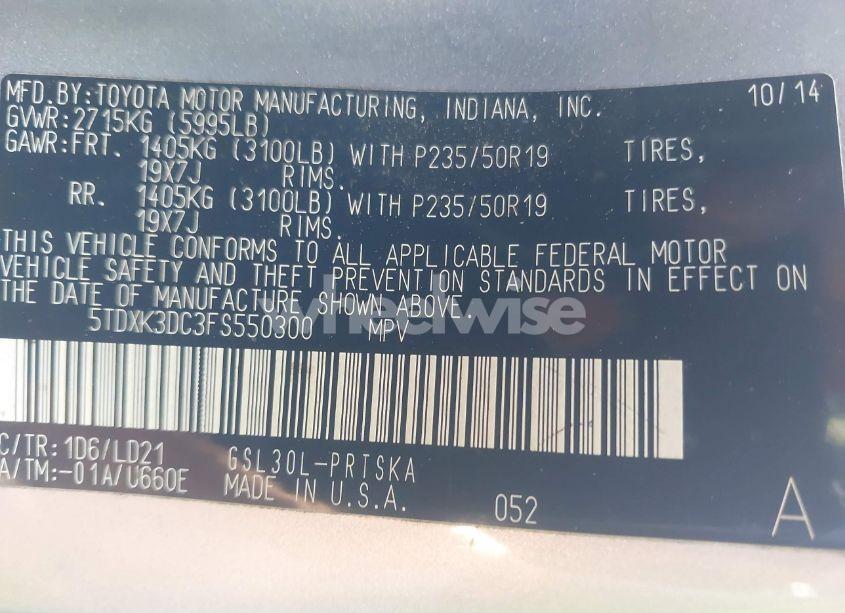 MFD.BY:TOYOTA MOTOR MANUFACTURING, INDIANA, INC. 10/14
GVWR:2715KG (5995LB)
GAWR:FRT. 1405KG (3100LB) WITH P235/50R19 TIRES,
19X7J RIMS.
RR. 1405KG (3100LB) WITH P235/50R19 TIRES,
19X7J RIMS.
THIS VEHICLE CONFORMS TO ALL APPLICABLE FEDERAL MOTOR
VEHICLE SAFETY AND THEFT PREVENTION STANDARDS IN EFFECT ON
THE DATE OF MANUFACTURE SHOWN ABOVE.
wheelwise
5TDXK3DC3FS550300 MPV
C/TR:1D6/LD21 GSL30L-PRTSKA
A/TM:-01A/U660E MADE IN U.S.A. 052 A